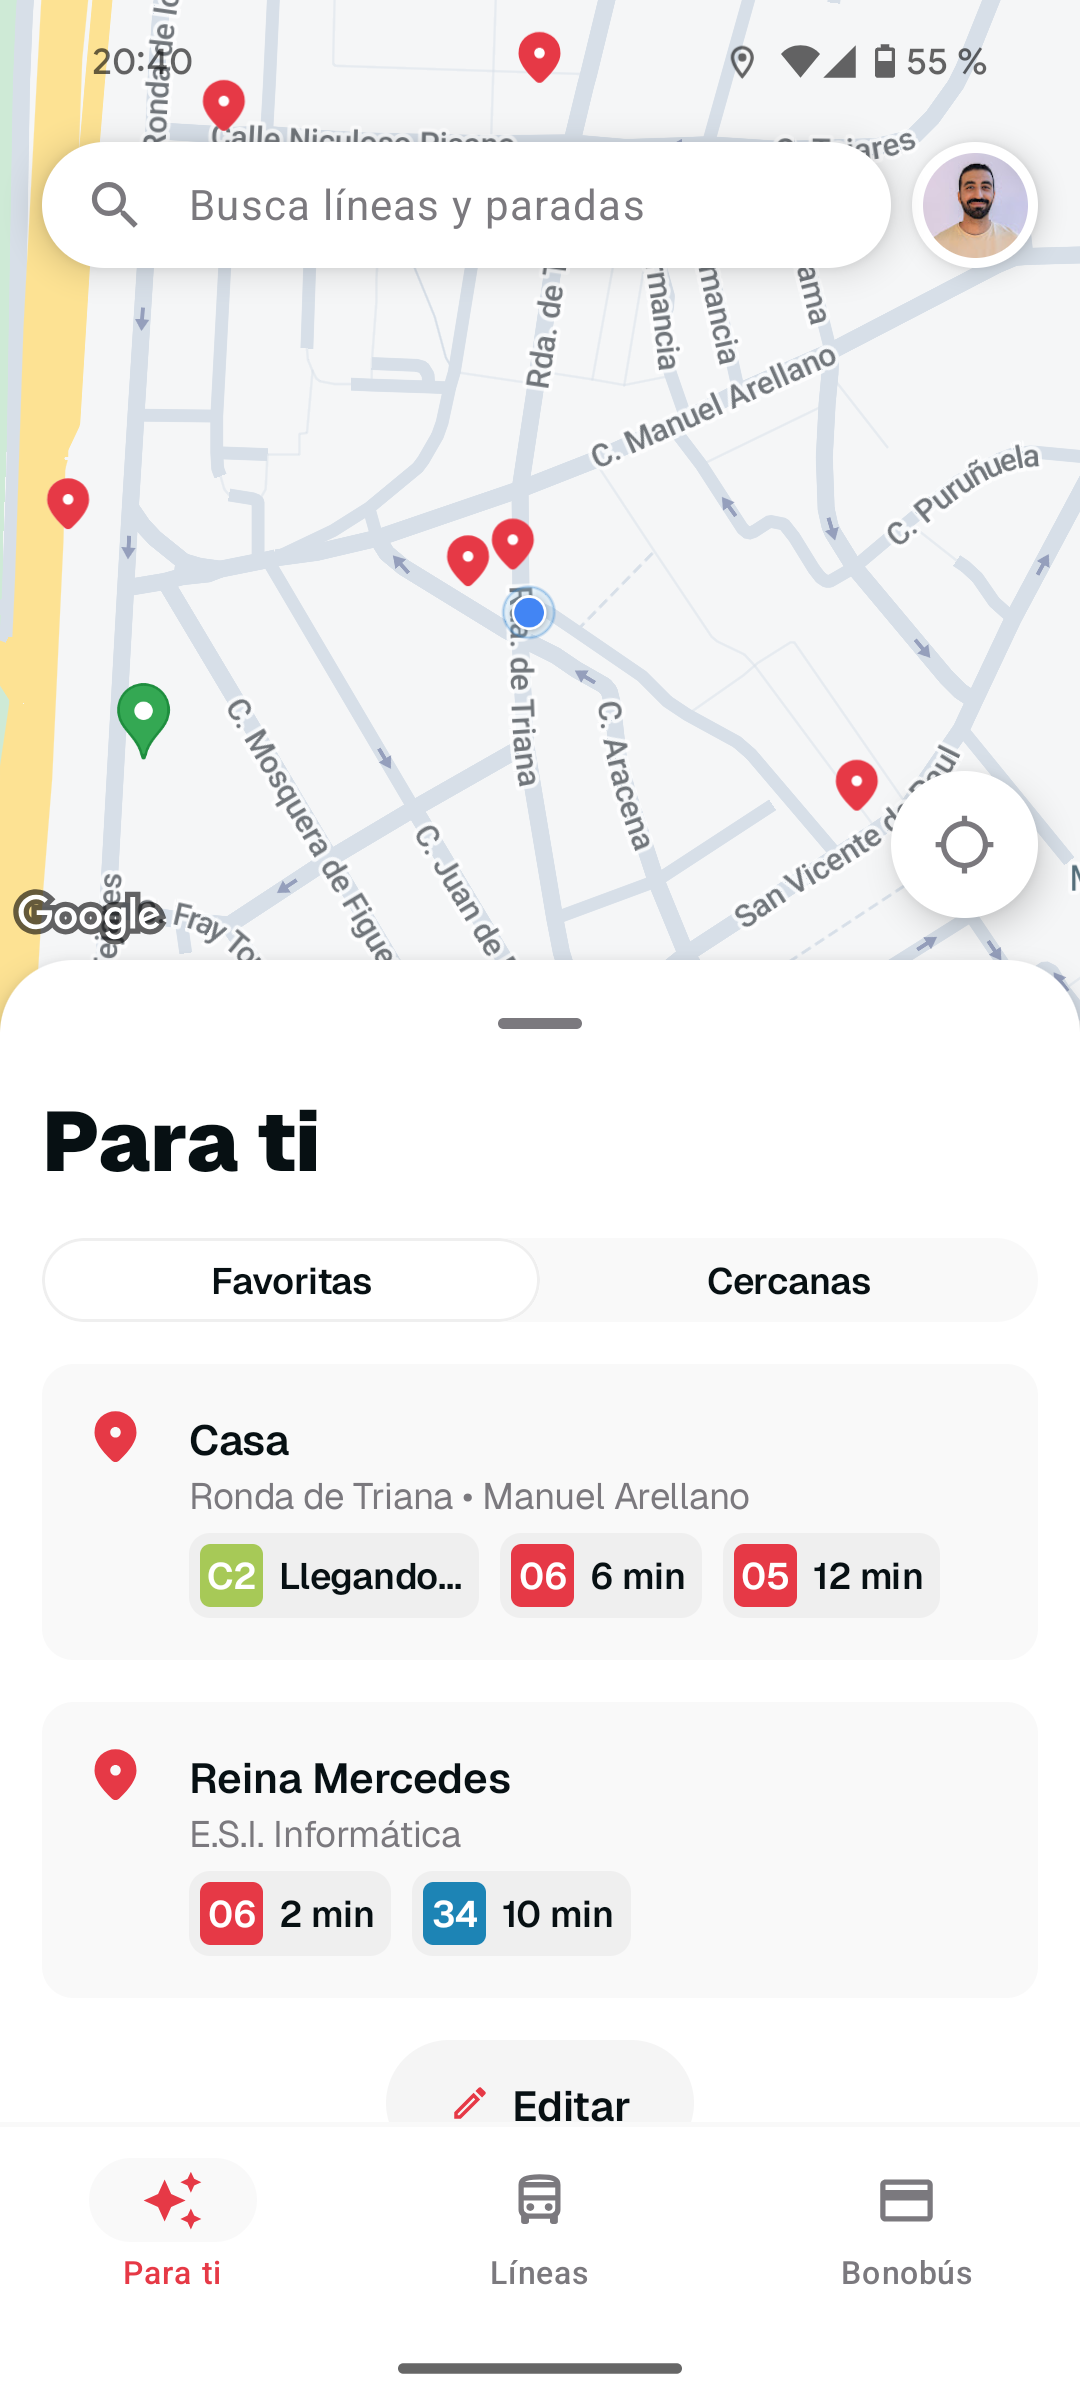 20:40
55 %
Ronda de
Calle Niculoso Pisano
Busca líneas y paradas
Rda. de T
rmancia
mancia
ama
C. Manuel Arellano
C. Puruñuela
Rda. de Triana
C. Aracena
C. Mosquera de Figue
C. Juan de
San Vicente de Paul
Google
Fray To
Para ti
Favoritas
Cercanas
Casa
Ronda de Triana • Manuel Arellano
C2 Llegando... 06 6 min 05 12 min
Reina Mercedes
E.S.I. Informática
06 2 min 34 10 min
Editar
Para ti
Líneas
Bonobús